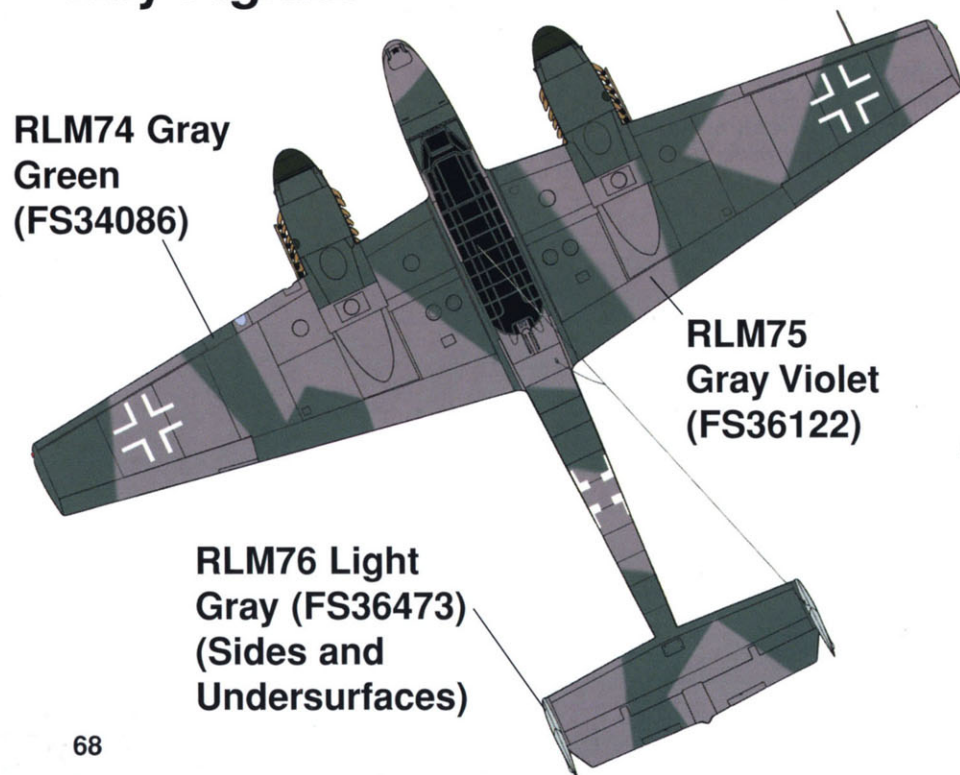 RLM74 Gray
Green
(FS34086)
RLM75
Gray Violet
(FS36122)
RLM76 Light
Gray (FS36473)
(Sides and
Undersurfaces)
68